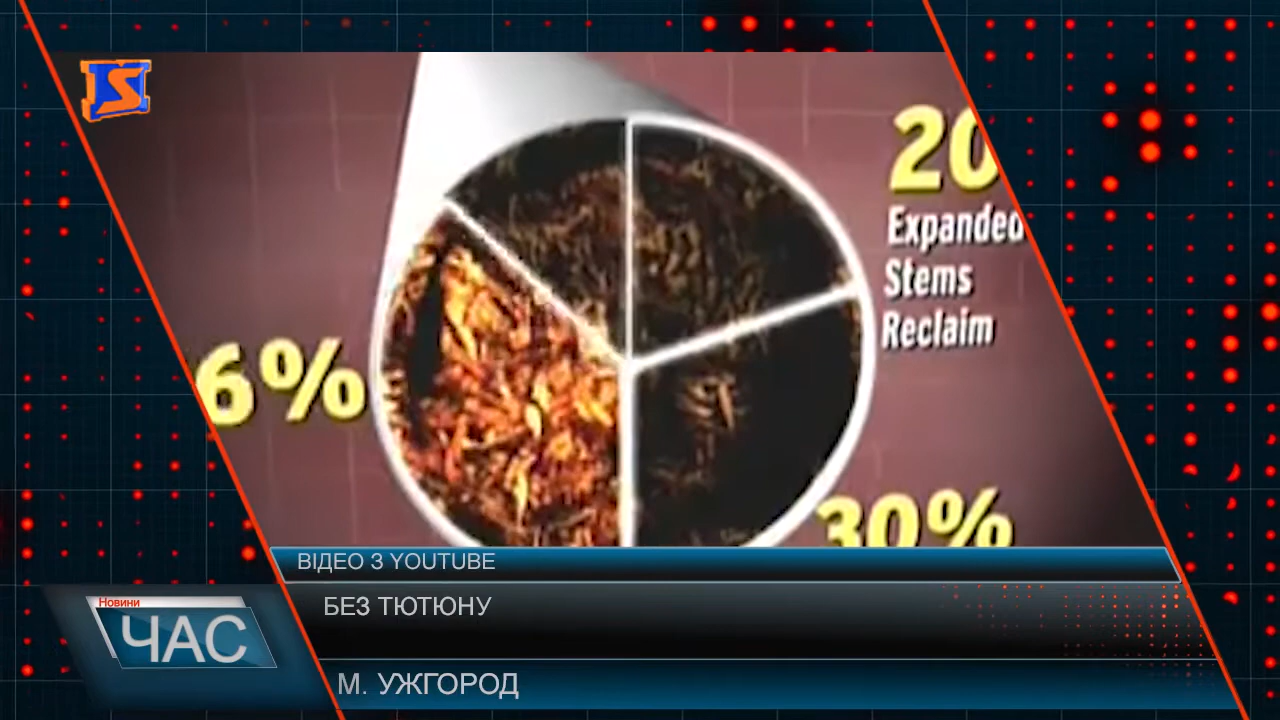 20
Expanded
Stems
Reclaim
6%
30%
ВІДЕО З YOUTUBE
БЕЗ ТЮТЮНУ
Новини
ЧАС
М. УЖГОРОД